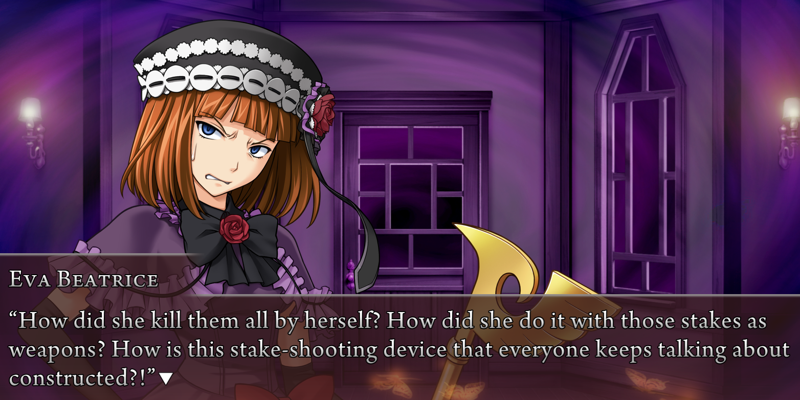 Eva Beatrice
“How did she kill them all by herself? How did she do it with those stakes as
weapons? How is this stake-shooting device that everyone keeps talking about
constructed?!”▼